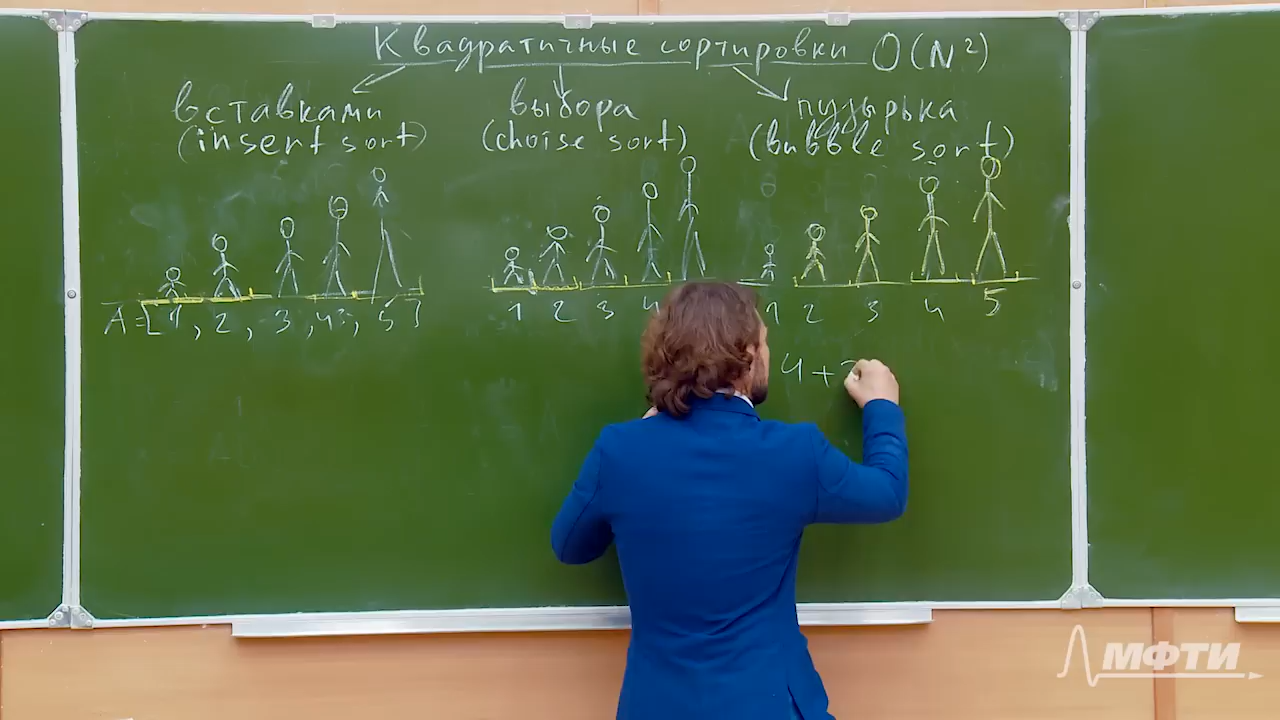 Квадратичные сортировки O(N²)
вставками
(insert sort)
выбора
(choise sort)
пузырька
(bubble sort)
A=[1, 2, 3, 4, 5]
1 2 3 4
1 2 3 4 5
4+
МФТИ